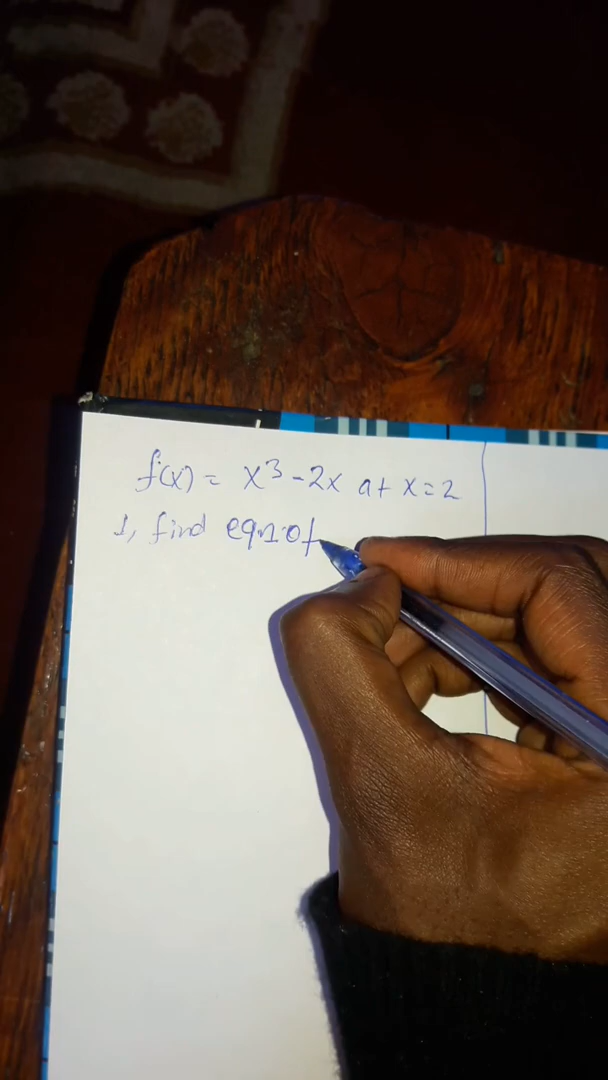 f(x) = x³ - 2x at x = 2
1, find eqn of